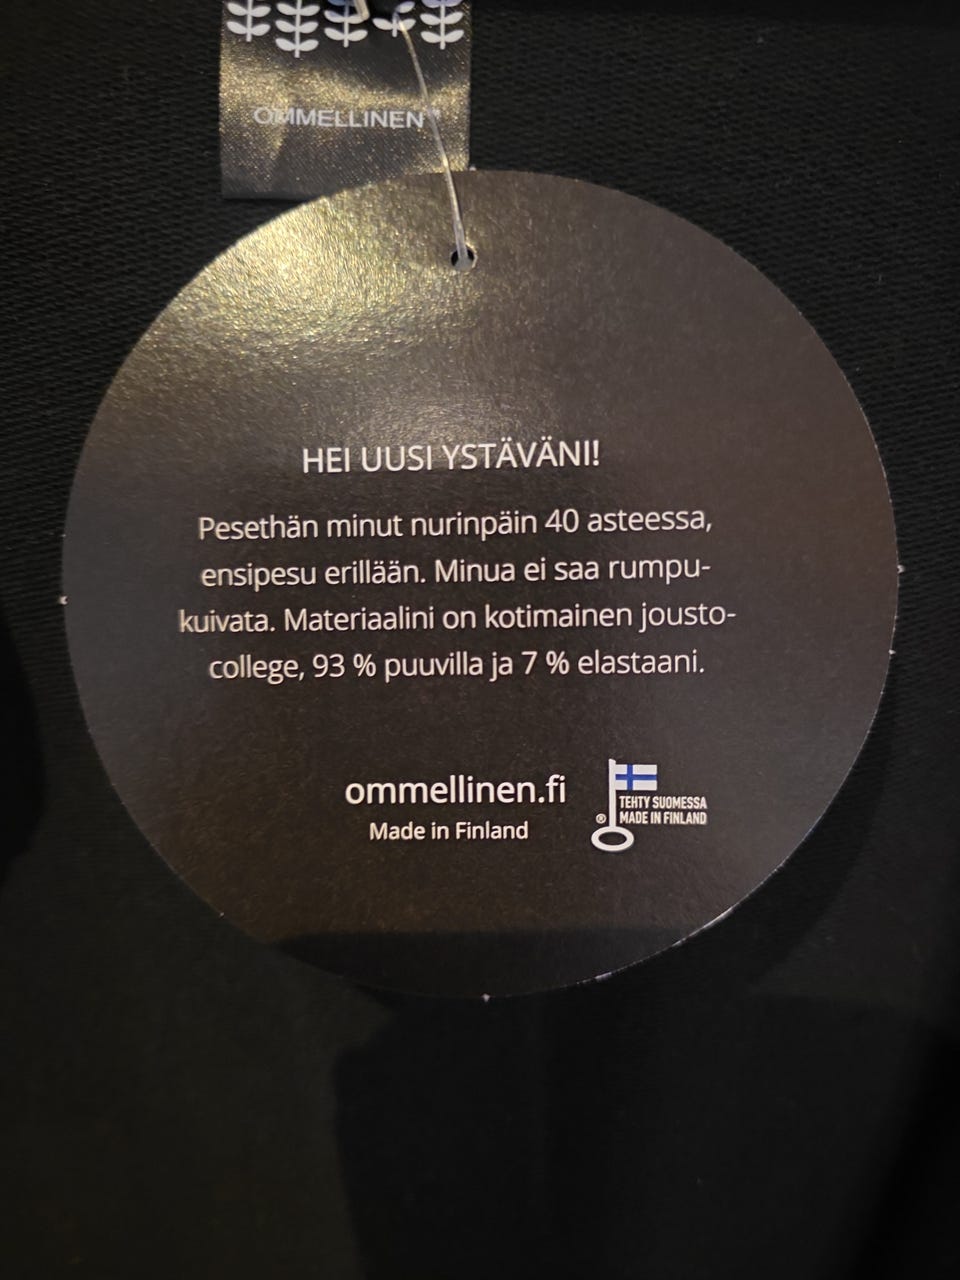 OMMELLINEN™
HEI UUSI YSTÄVÄNI!
Pesethän minut nurinpäin 40 asteessa,
ensipesu erillään. Minua ei saa rumpu-
kuivata. Materiaalini on kotimainen jousto-
college, 93 % puuvilla ja 7 % elastaani.
ommellinen.fi
Made in Finland
TEHTY SUOMESSA
® MADE IN FINLAND